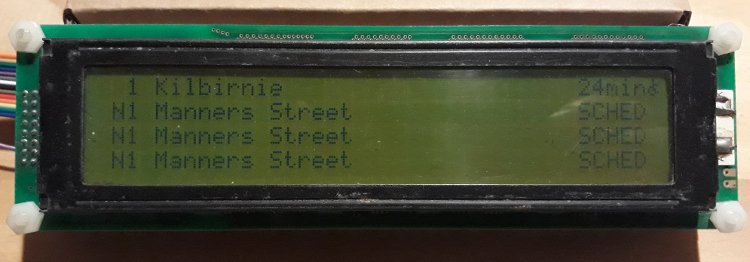 1 Kilbirnie 24min♿
N1 Manners Street SCHED
N1 Manners Street SCHED
N1 Manners Street SCHED